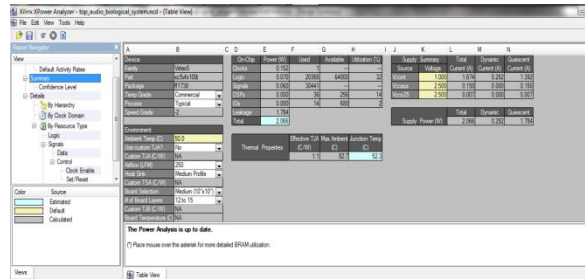 Xilinx XPower Analyzer - top_audio_biological_system.ncd - [Table View]
File Edit View Tools Help
Report Navigator
View
Default Activity Rates
Summary
Confidence Level
Details
By Hierarchy
By Clock Domain
By Resource Type
Logic
Signals
Data
Control
Clock Enable
Set/Reset
Color Source
Estimated
Default
Calculated
Views
A B C D E F G H I J K L M N
Device
Family Virtex5
Part xc5vfx100t
Package ff1738
Temp Grade Commercial
Process Typical
Speed Grade -2
Environment
Ambient Temp (C) 50.0
Use custom TJA? No
Custom TJA (C/W) NA
Airflow (LFM) 250
Heat Sink Medium Profile
Custom TSA (C/W) NA
Board Selection Medium (10"x10")
# of Board Layers 12 to 15
Custom TJB (C/W) NA
Board Temperature (C) NA
On-Chip Power (W) Used Available Utilization (%)
Clocks 0.152 1 --- ---
Logic 0.070 20368 64000 32
Signals 0.060 30441 --- ---
DSPs 0.000 36 256 14
IOs 0.000 14 680 2
Leakage 1.784
Total 2.066
Effective TJA Max Ambient Junction Temp
Thermal Properties (C/W) (C) (C)
1.1 82.7 52.3
Supply Summary Total Dynamic Quiescent
Source Voltage Current (A) Current (A) Current (A)
Vccint 1.000 1.674 0.282 1.392
Vccaux 2.500 0.150 0.000 0.150
Vcco25 2.500 0.007 0.000 0.007
Total Dynamic Quiescent
Supply Power (W) 2.066 0.282 1.784
The Power Analysis is up to date.
(*) Place mouse over the asterisk for more detailed BRAM utilization.
Table View